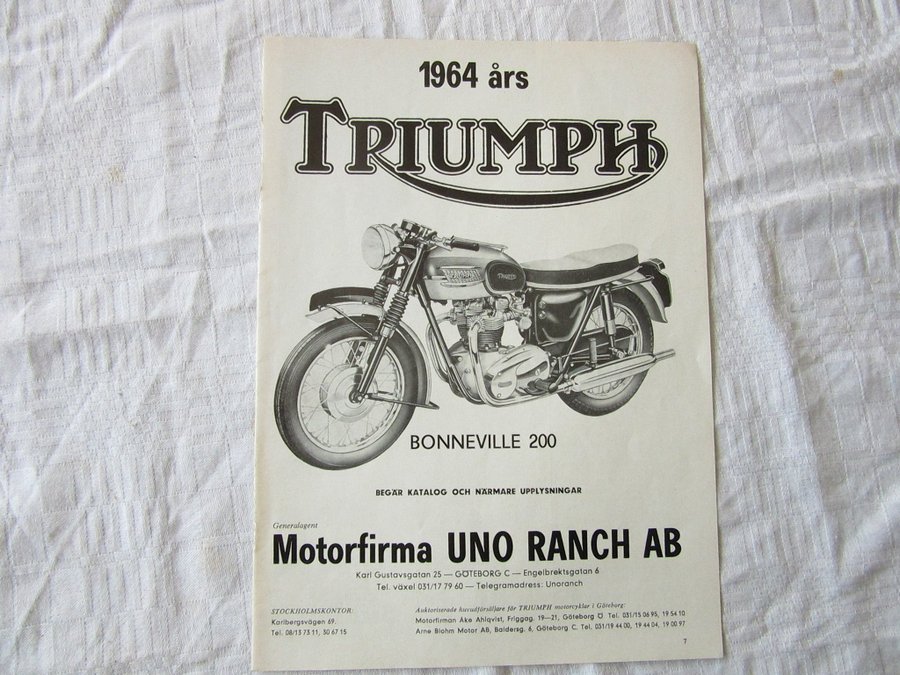 1964 års
TRIUMPH
TRIUMPH
TRIUMPH
BONNEVILLE 200
BEGÄR KATALOG OCH NÄRMARE UPPLYSNINGAR
Generalagent
Motorfirma UNO RANCH AB
Karl Gustavsgatan 25 — GÖTEBORG C — Engelbrektsgatan 6
Tel. växel 031/17 79 60 — Telegramadress: Unoranch
STOCKHOLMSKONTOR:
Karlbergsvägen 69.
Tel. 08/13 73 11, 30 67 15
Auktoriserade huvudförsäljare för TRIUMPH motorcyklar i Göteborg:
Motorfirman Åke Ahlqvist, Friggag. 19—21, Göteborg Ö Tel. 031/15 06 95, 19 54 10
Arne Blohm Motor AB, Baldersg. 6, Göteborg C. Tel. 031/19 44 00, 19 44 04, 19 00 97
7